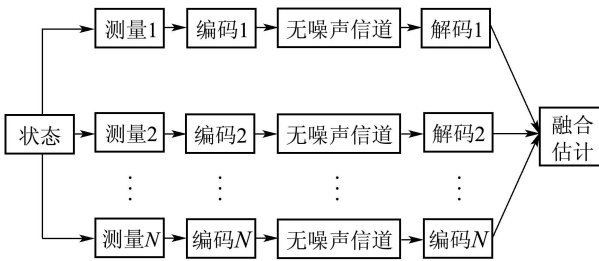 测量1 编码1 无噪声信道 解码1
状态 测量2 编码2 无噪声信道 解码2 融合
估计
测量N 编码N 无噪声信道 编码N